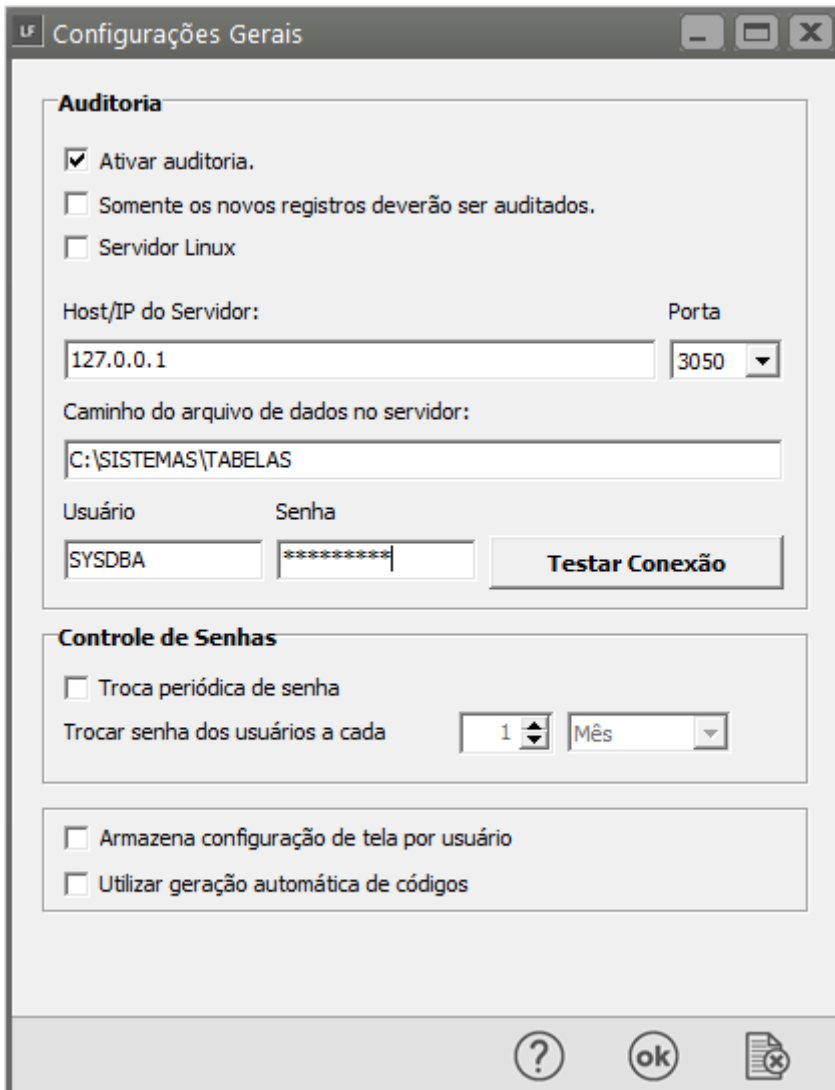 LF Configurações Gerais
Auditoria
Ativar auditoria.
Somente os novos registros deverão ser auditados.
Servidor Linux
Host/IP do Servidor: Porta
127.0.0.1 3050
Caminho do arquivo de dados no servidor:
C:\SISTEMAS\TABELAS
Usuário Senha
SYSDBA ********* Testar Conexão
Controle de Senhas
Troca periódica de senha
Trocar senha dos usuários a cada 1 Mês
Armazena configuração de tela por usuário
Utilizar geração automática de códigos
? ok